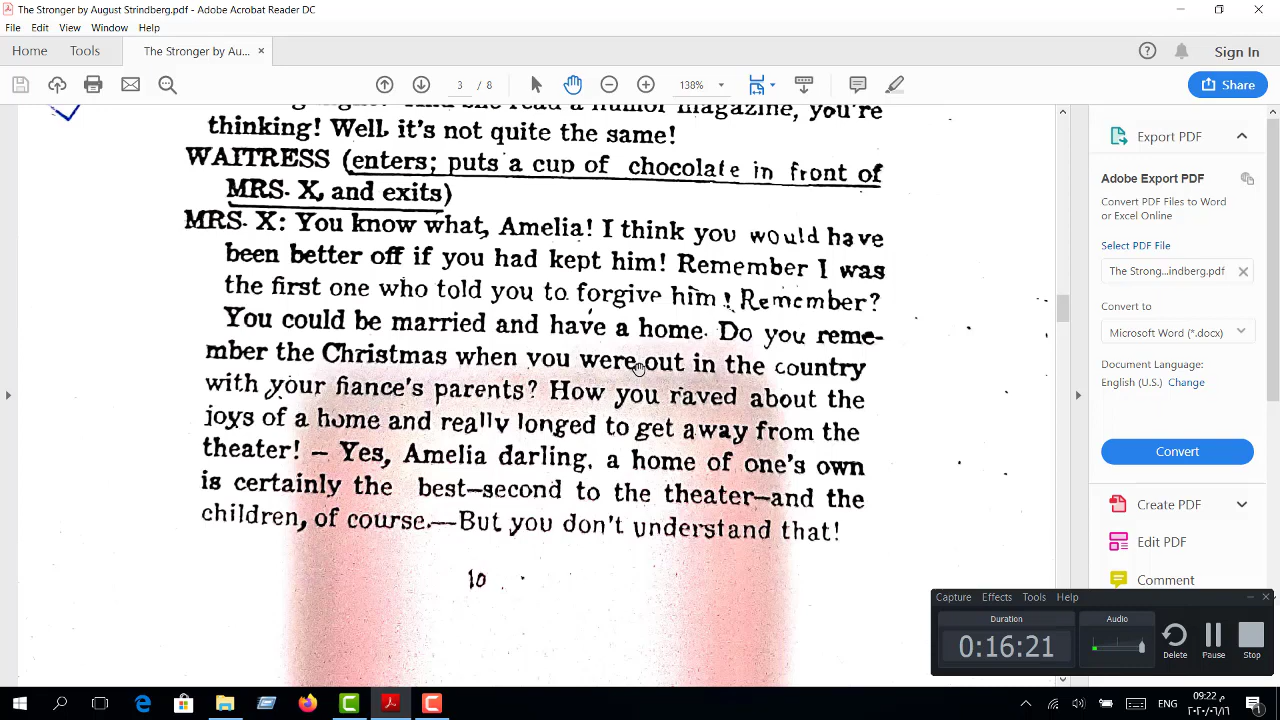 The Stronger by August Strindberg.pdf - Adobe Acrobat Reader DC
File Edit View Window Help
Home Tools The Stronger by Au... × Sign In
3 / 8 138% Share
thinking! Well, it's not quite the same!
WAITRESS (enters; puts a cup of chocolate in front of
MRS. X, and exits)
MRS. X: You know what, Amelia! I think you would have
been better off if you had kept him! Remember I was
the first one who told you to forgive him! Remember?
You could be married and have a home. Do you reme-
mber the Christmas when you were out in the country
with your fiance's parents? How you raved about the
joys of a home and really longed to get away from the
theater! – Yes, Amelia darling, a home of one's own
is certainly the best—second to the theater—and the
children, of course.—But you don't understand that!
10
Export PDF
Adobe Export PDF
Convert PDF Files to Word
or Excel Online
Select PDF File
The Strong...indberg.pdf ×
Convert to
Microsoft Word (*.docx)
Document Language:
English (U.S.) Change
Convert
Create PDF
Edit PDF
Comment
Capture Effects Tools Help
Duration
0:16:21
Audio
Delete Pause Stop
ENG
09:22